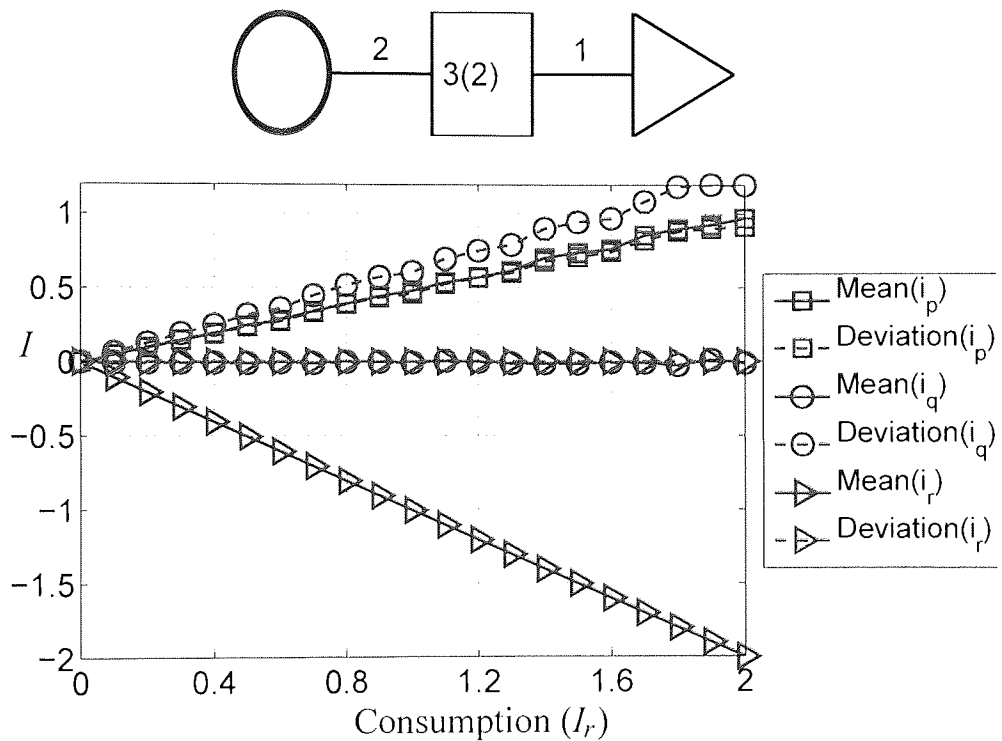 2
3(2)
1
1
0.5
0
−0.5
−1
−1.5
−2
I
0
0.4
0.8
1.2
1.6
2
Consumption (I_r)
Mean(i_p)
Deviation(i_p)
Mean(i_q)
Deviation(i_q)
Mean(i_r)
Deviation(i_r)